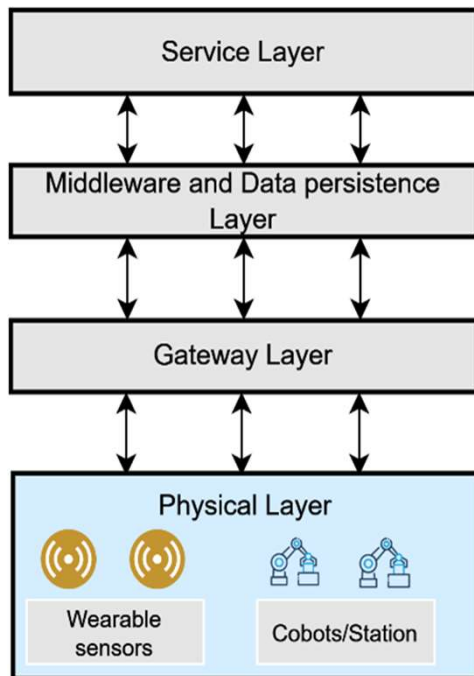 Service Layer
Middleware and Data persistence
Layer
Gateway Layer
Physical Layer
Wearable
sensors
Cobots/Station